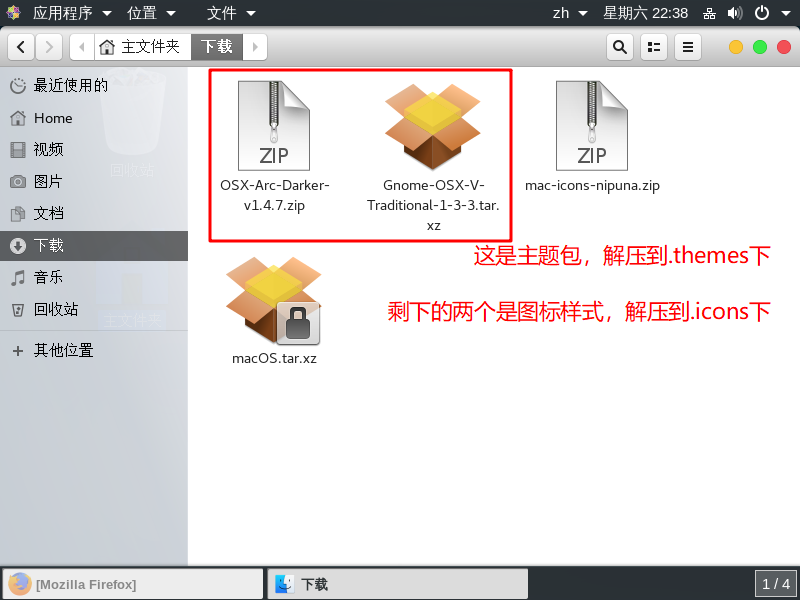 应用程序 位置 文件 zh 星期六 22:38
主文件夹 下载
最近使用的
Home
视频
图片
文档
下载
音乐
回收站
其他位置
回收站
主文件夹
ZIP
OSX-Arc-Darker-
v1.4.7.zip
Gnome-OSX-V-
Traditional-1-3-3.tar.
xz
ZIP
mac-icons-nipuna.zip
这是主题包，解压到.themes下
剩下的两个是图标样式，解压到.icons下
macOS.tar.xz
[Mozilla Firefox] 下载 1 / 4